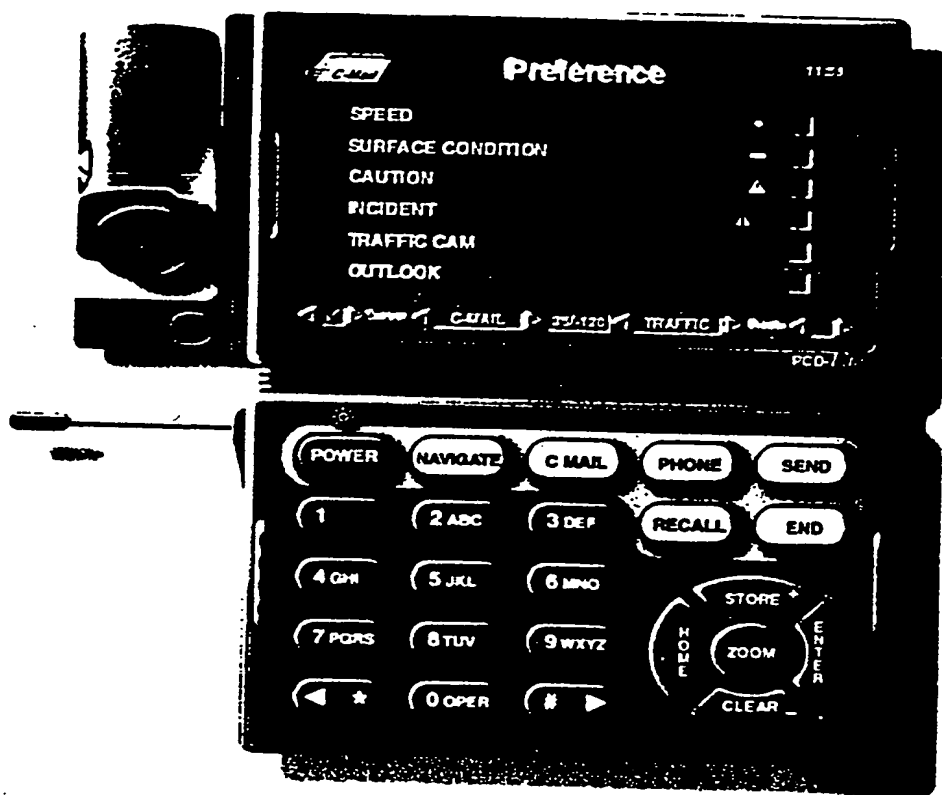 C-Mail Preference
SPEED
SURFACE CONDITION
CAUTION
INCIDENT
TRAFFIC CAM
OUTLOOK
C-MAIL TRAFFIC
POWER NAVIGATE C MAIL PHONE SEND
1 2 ABC 3 DEF RECALL END
4 GHI 5 JKL 6 MNO
STORE +
7 PQRS 8 TUV 9 WXYZ HOME ZOOM ENTER
◀ * 0 OPER # ▶ CLEAR -